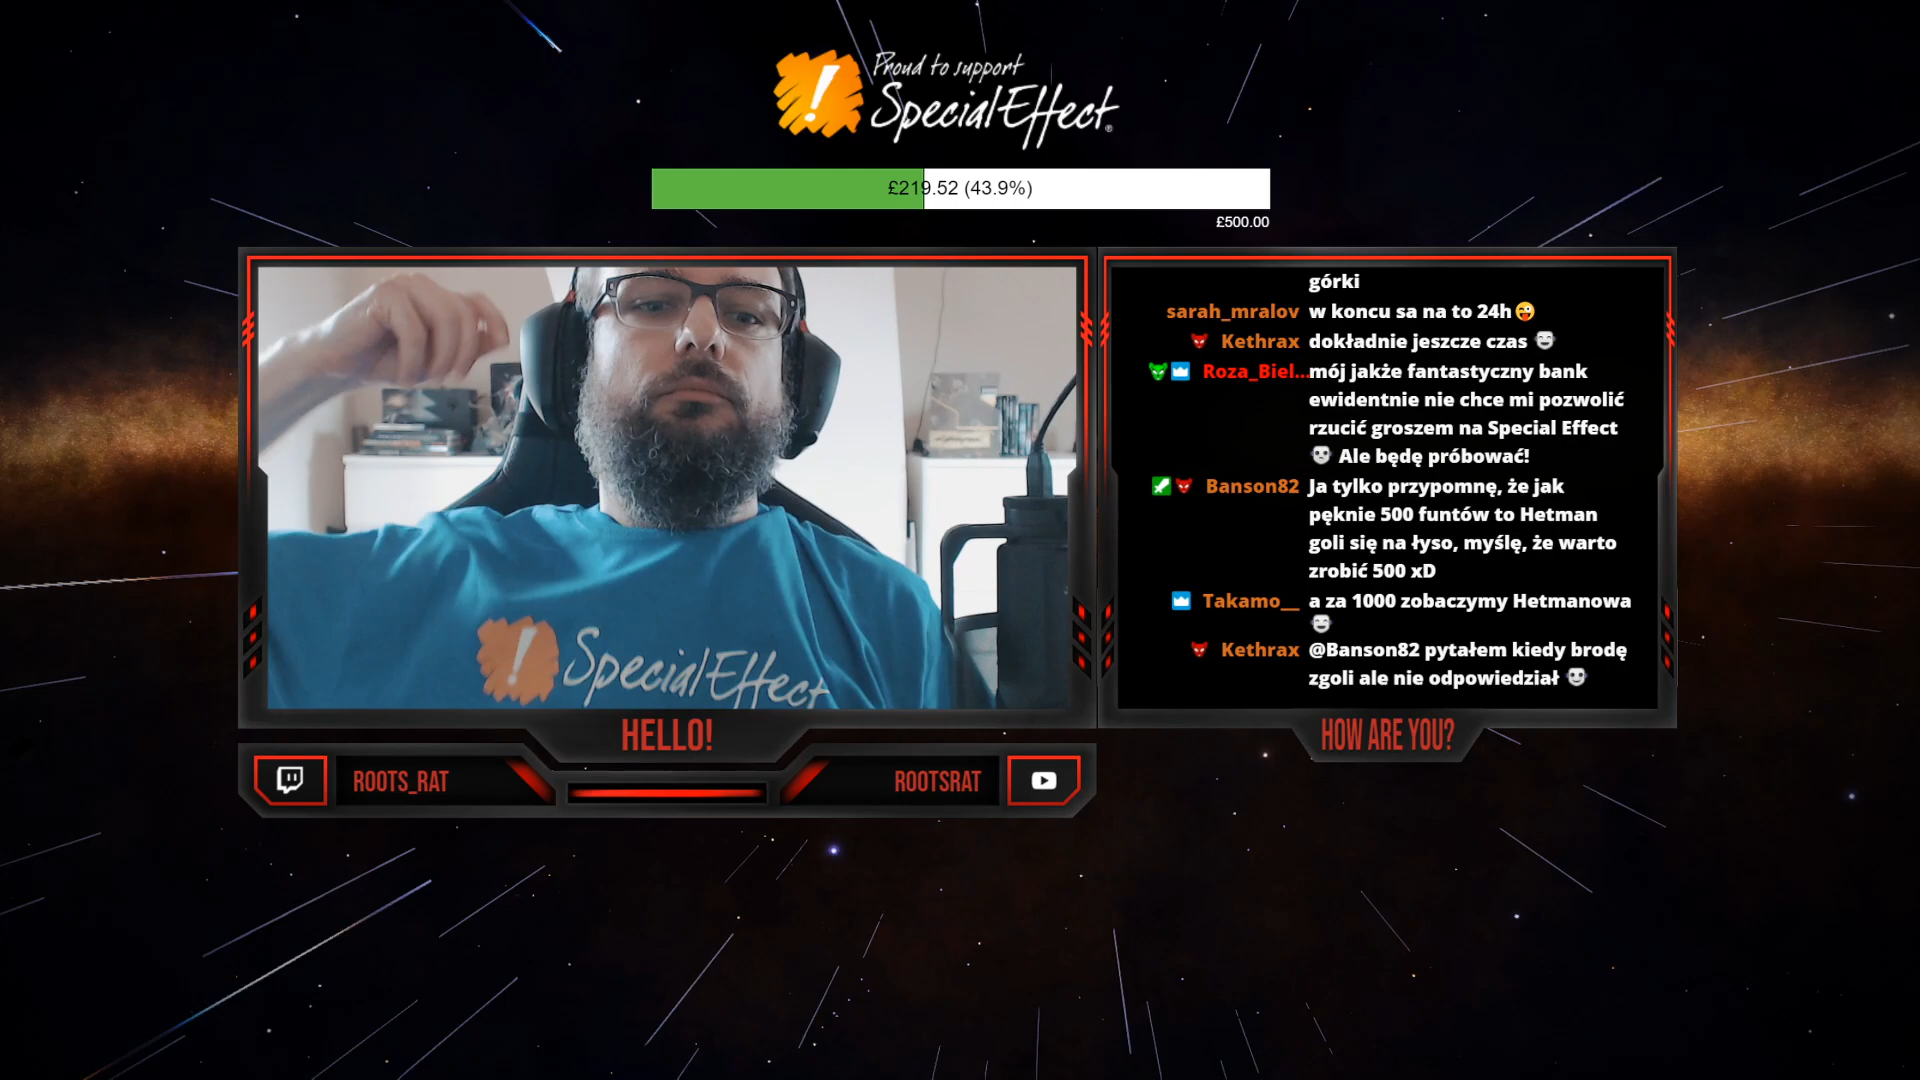 Proud to support
SpecialEffect®
£219.52 (43.9%)
£500.00
górki
sarah_mralov w koncu sa na to 24h😜
Kethrax dokładnie jeszcze czas
Roza_Biel... mój jakże fantastyczny bank
ewidentnie nie chce mi pozwolić
rzucić groszem na Special Effect
Ale będę próbować!
Banson82 Ja tylko przypomnę, że jak
pęknie 500 funtów to Hetman
goli się na łyso, myślę, że warto
zrobić 500 xD
Takamo__ a za 1000 zobaczymy Hetmanowa
Kethrax @Banson82 pytałem kiedy brodę
zgoli ale nie odpowiedział
SpecialEffect
HELLO!
HOW ARE YOU?
ROOTS_RAT
ROOTSRAT